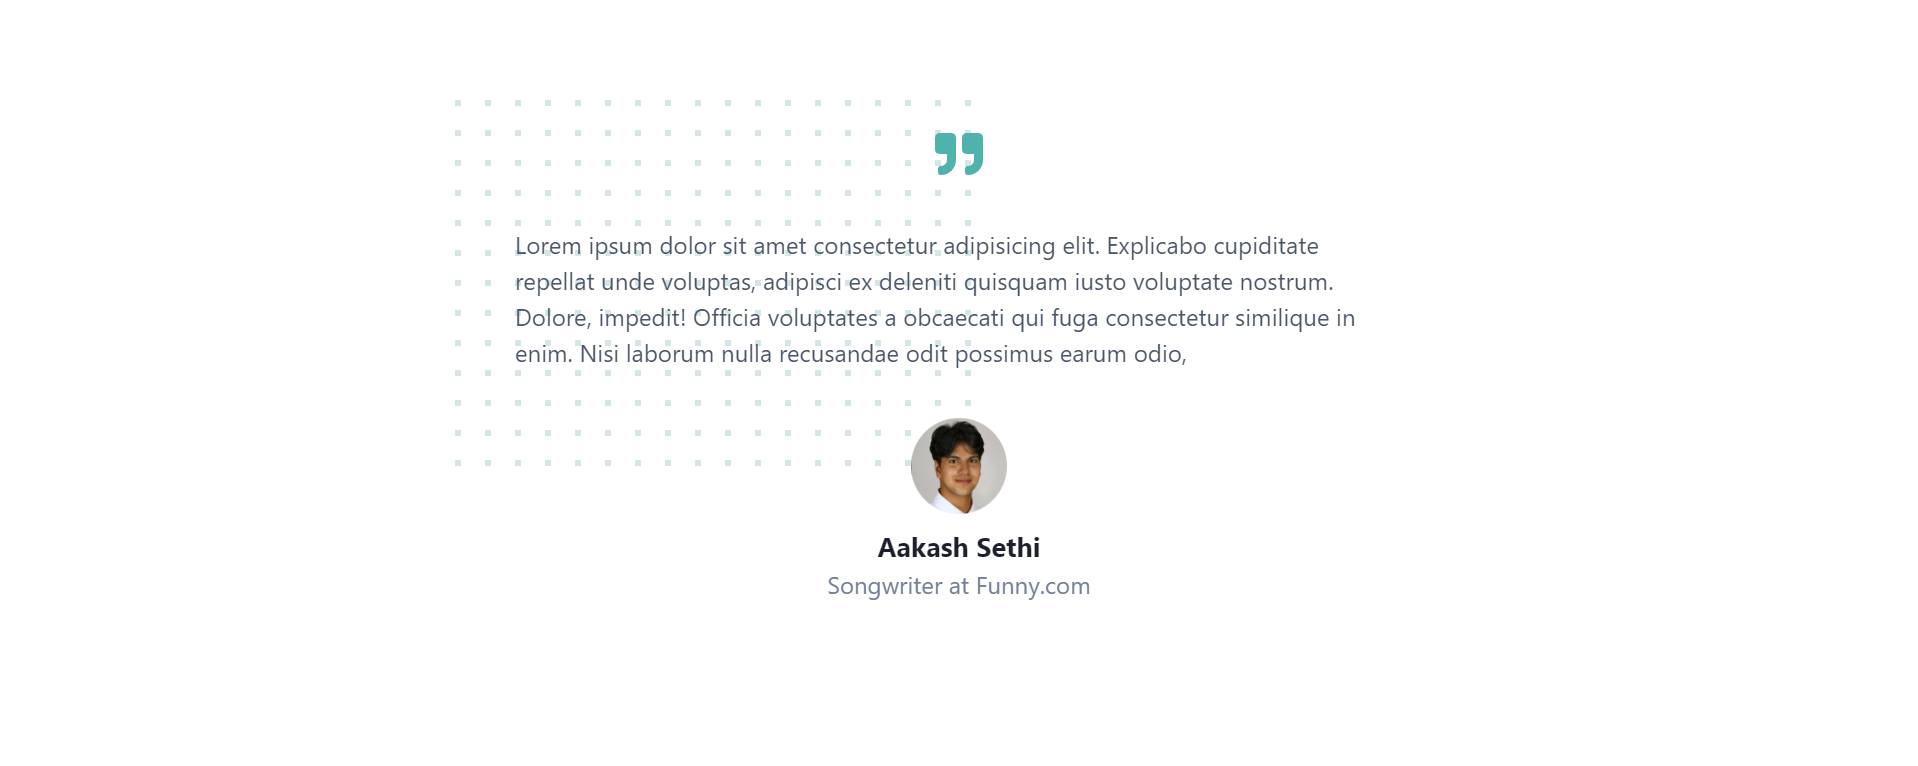 Lorem ipsum dolor sit amet consectetur adipisicing elit. Explicabo cupiditate
repellat unde voluptas, adipisci ex deleniti quisquam iusto voluptate nostrum.
Dolore, impedit! Officia voluptates a obcaecati qui fuga consectetur similique in
enim. Nisi laborum nulla recusandae odit possimus earum odio,
Aakash Sethi
Songwriter at Funny.com